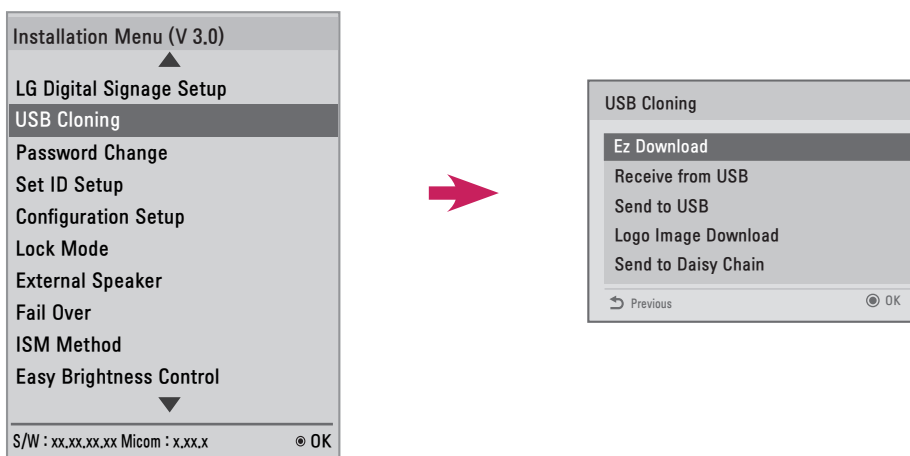 Installation Menu (V 3.0)
LG Digital Signage Setup
USB Cloning
Password Change
Set ID Setup
Configuration Setup
Lock Mode
External Speaker
Fail Over
ISM Method
Easy Brightness Control
S/W : xx.xx.xx.xx Micom : x.xx.x OK
USB Cloning
Ez Download
Receive from USB
Send to USB
Logo Image Download
Send to Daisy Chain
Previous OK